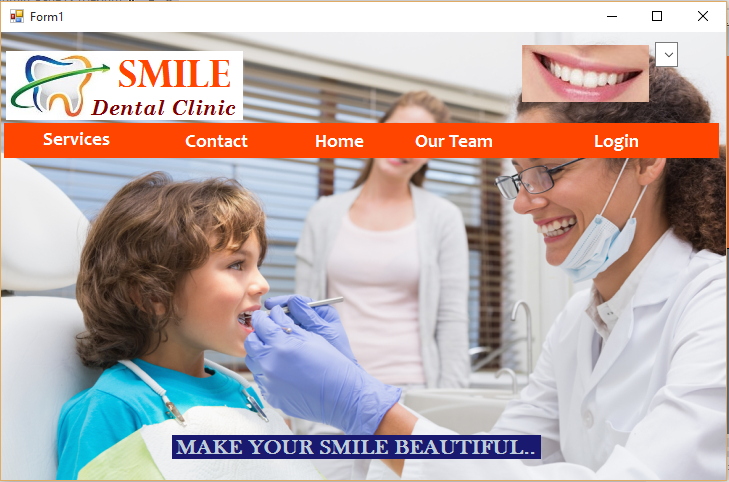 Form1
SMILE
Dental Clinic
Services Contact Home Our Team Login
MAKE YOUR SMILE BEAUTIFUL..